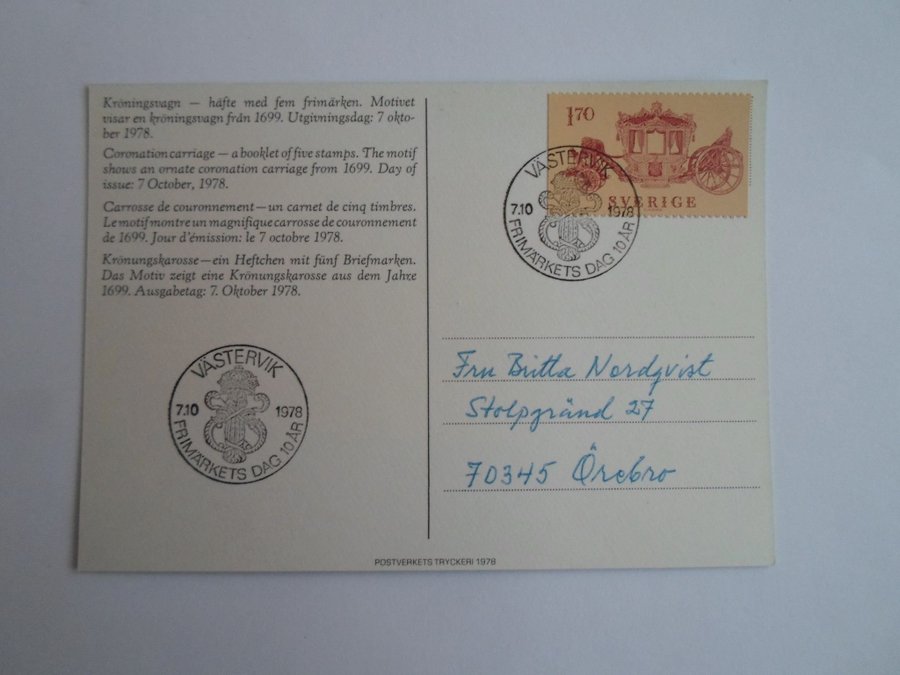 Kröningsvagn — häfte med fem frimärken. Motivet
visar en kröningsvagn från 1699. Utgivningsdag: 7 okto-
ber 1978.
Coronation carriage — a booklet of five stamps. The motif
shows an ornate coronation carriage from 1699. Day of
issue: 7 October, 1978.
Carrosse de couronnement — un carnet de cinq timbres.
Le motif montre un magnifique carrosse de couronnement
de 1699. Jour d'émission: le 7 octobre 1978.
Krönungskarosse — ein Heftchen mit fünf Briefmarken.
Das Motiv zeigt eine Krönungskarosse aus dem Jahre
1699. Ausgabetag: 7. Oktober 1978.
VÄSTERVIK
7.10 1978
FRIMÄRKETS DAG 10 ÅR
1.70
SVERIGE
VÄSTERVIK
7.10 1978
FRIMÄRKETS DAG 10 ÅR
Fru Britta Nordqvist
Stolpgränd 27
70345 Örebro
POSTVERKETS TRYCKERI 1978